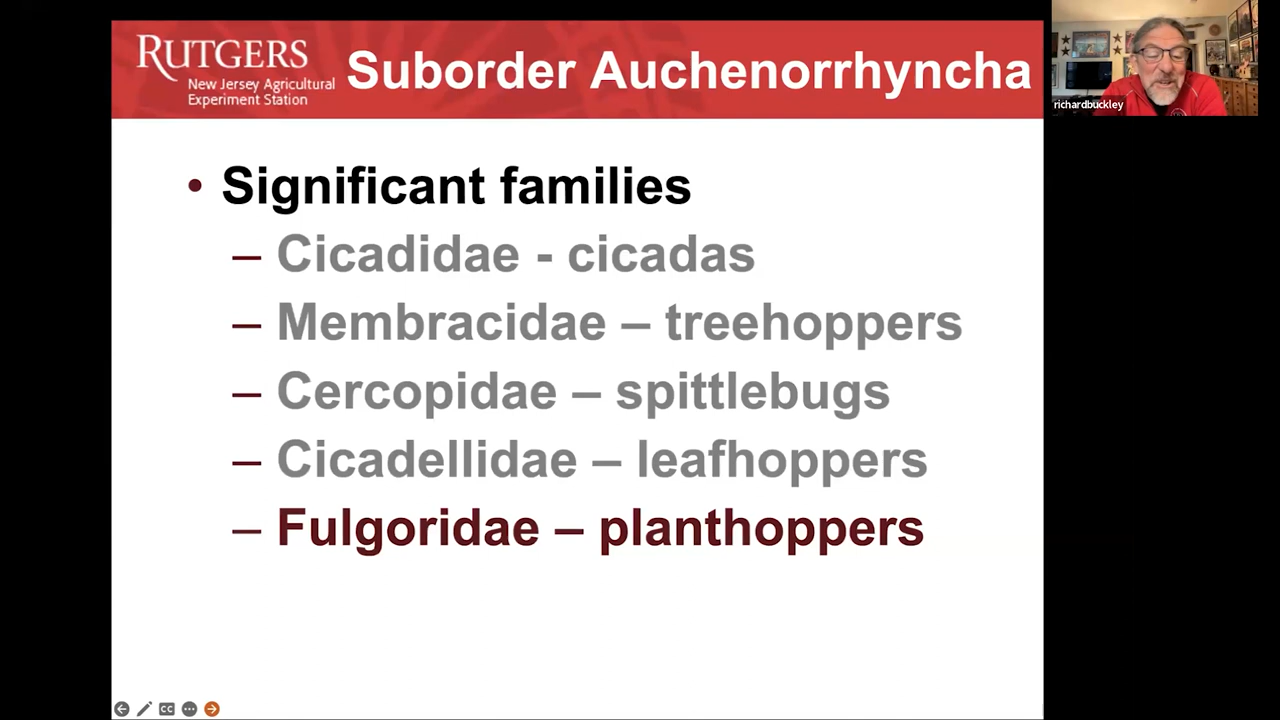 RUTGERS
New Jersey Agricultural
Experiment Station
Suborder Auchenorrhyncha
• Significant families
– Cicadidae - cicadas
– Membracidae – treehoppers
– Cercopidae – spittlebugs
– Cicadellidae – leafhoppers
– Fulgoridae – planthoppers
richardbuckley
CC